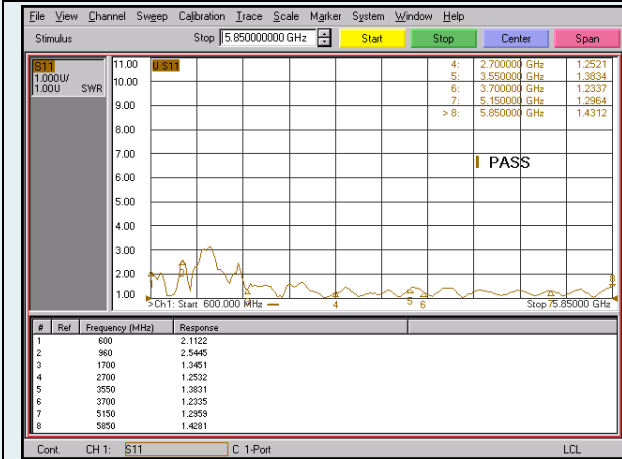 File View Channel Sweep Calibration Trace Scale Marker System Window Help
Stimulus Stop 5.850000000 GHz Start Stop Center Span
S11
1.000U/
1.00U SWR
11.00 U S11
10.00
9.00
8.00
7.00
6.00
5.00
4.00
3.00
2.00
1.00
4: 2.700000 GHz 1.2521
5: 3.550000 GHz 1.3834
6: 3.700000 GHz 1.2337
7: 5.150000 GHz 1.2964
> 8: 5.850000 GHz 1.4312
PASS
2
8
4 5 6 7
>Ch1: Start 600.000 MHz Stop 5.85000 GHz
# Ref Frequency (MHz) Response
1 600 2.1122
2 960 2.5445
3 1700 1.3451
4 2700 1.2532
5 3550 1.3831
6 3700 1.2335
7 5150 1.2959
8 5850 1.4281
Cont. CH 1: S11 C 1-Port LCL